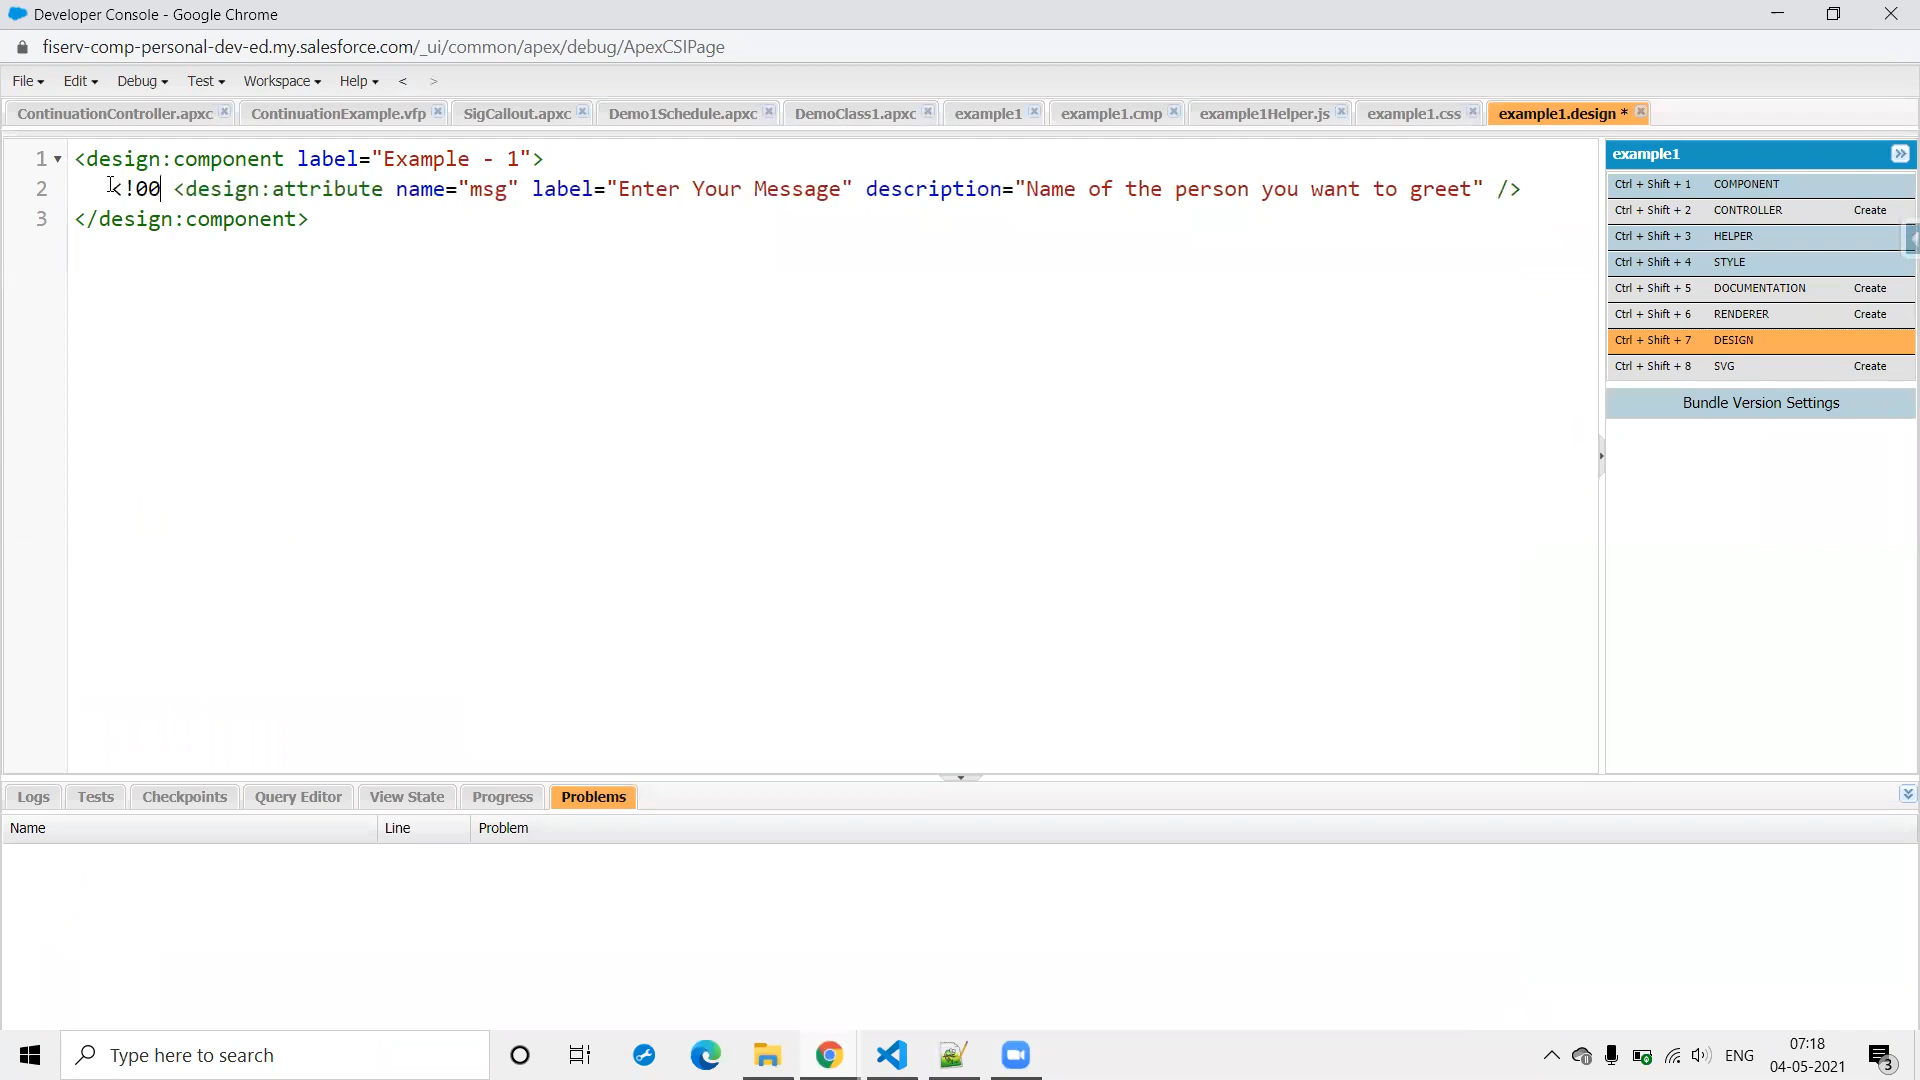 Developer Console - Google Chrome
fiserv-comp-personal-dev-ed.my.salesforce.com/_ui/common/apex/debug/ApexCSIPage
File Edit Debug Test Workspace Help < >
ContinuationController.apxc ContinuationExample.vfp SigCallout.apxc Demo1Schedule.apxc DemoClass1.apxc example1 example1.cmp example1Helper.js example1.css example1.design *
1 <design:component label="Example - 1">
2 <!00 <design:attribute name="msg" label="Enter Your Message" description="Name of the person you want to greet" />
3 </design:component>
example1
Ctrl + Shift + 1 COMPONENT
Ctrl + Shift + 2 CONTROLLER Create
Ctrl + Shift + 3 HELPER
Ctrl + Shift + 4 STYLE
Ctrl + Shift + 5 DOCUMENTATION Create
Ctrl + Shift + 6 RENDERER Create
Ctrl + Shift + 7 DESIGN
Ctrl + Shift + 8 SVG Create
Bundle Version Settings
Logs Tests Checkpoints Query Editor View State Progress Problems
Name Line Problem
Type here to search
ENG
07:18
04-05-2021
3